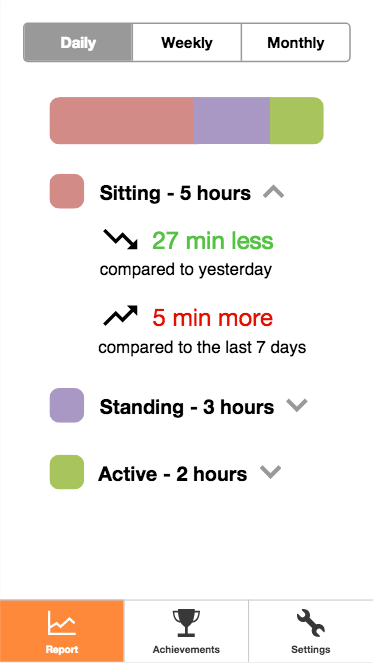 Daily Weekly Monthly
Sitting - 5 hours
27 min less
compared to yesterday
5 min more
compared to the last 7 days
Standing - 3 hours
Active - 2 hours
Report Achievements Settings